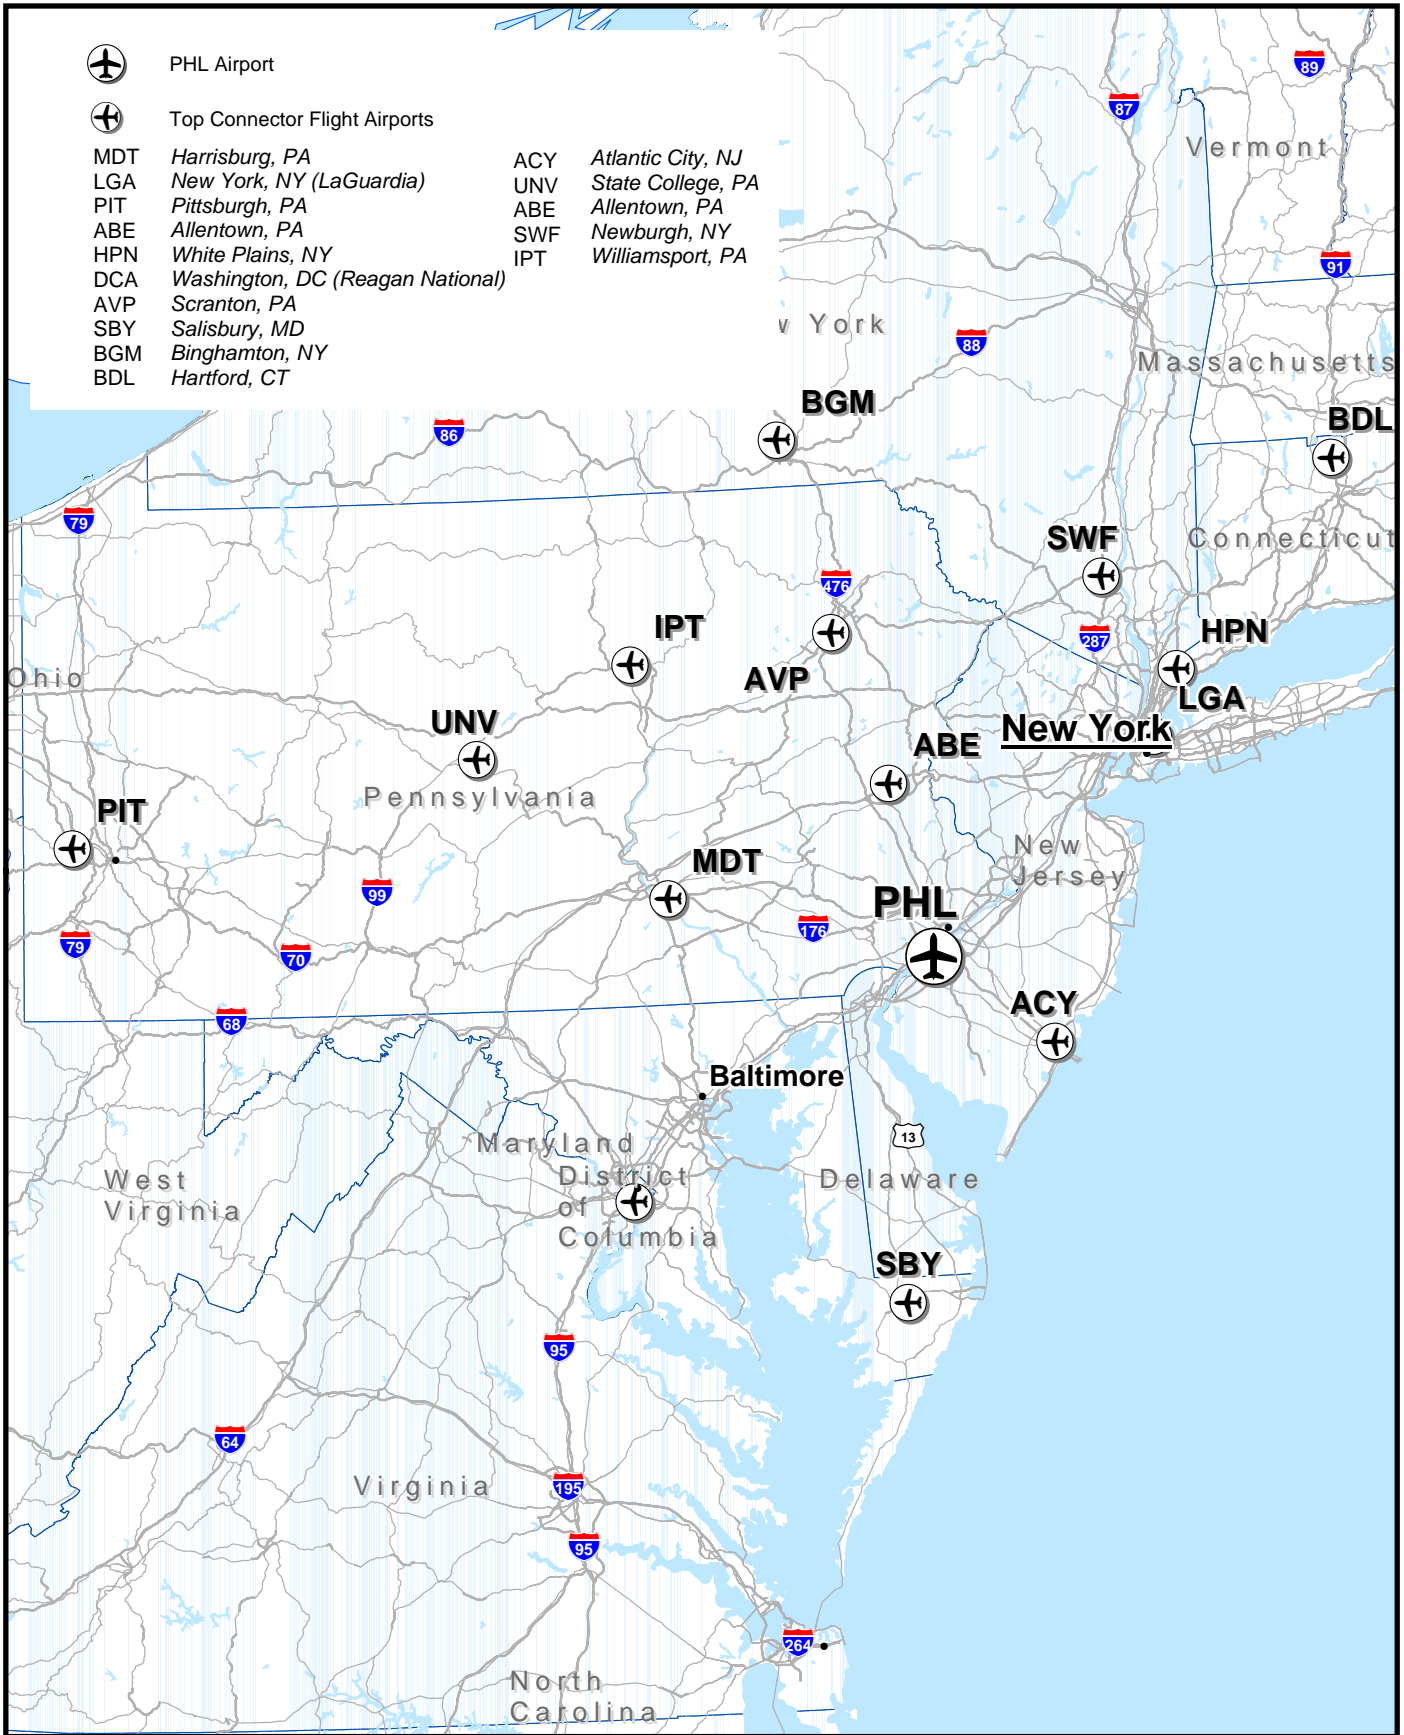 PHL Airport
Top Connector Flight Airports
MDT Harrisburg, PA
LGA New York, NY (LaGuardia)
PIT Pittsburgh, PA
ABE Allentown, PA
HPN White Plains, NY
DCA Washington, DC (Reagan National)
AVP Scranton, PA
SBY Salisbury, MD
BGM Binghamton, NY
BDL Hartford, CT
ACY Atlantic City, NJ
UNV State College, PA
ABE Allentown, PA
SWF Newburgh, NY
IPT Williamsport, PA
89
87
Vermont
91
w York
88
Massachusetts
BGM
BDL
86
79
SWF
Connecticut
476
IPT
287
HPN
Ohio
AVP
LGA
UNV
New York
ABE
Pennsylvania
PIT
New
Jersey
MDT
99
PHL
176
79
70
ACY
68
Baltimore
13
Maryland
District
of
Columbia
West
Virginia
Delaware
SBY
95
64
Virginia
195
95
264
North
Carolina